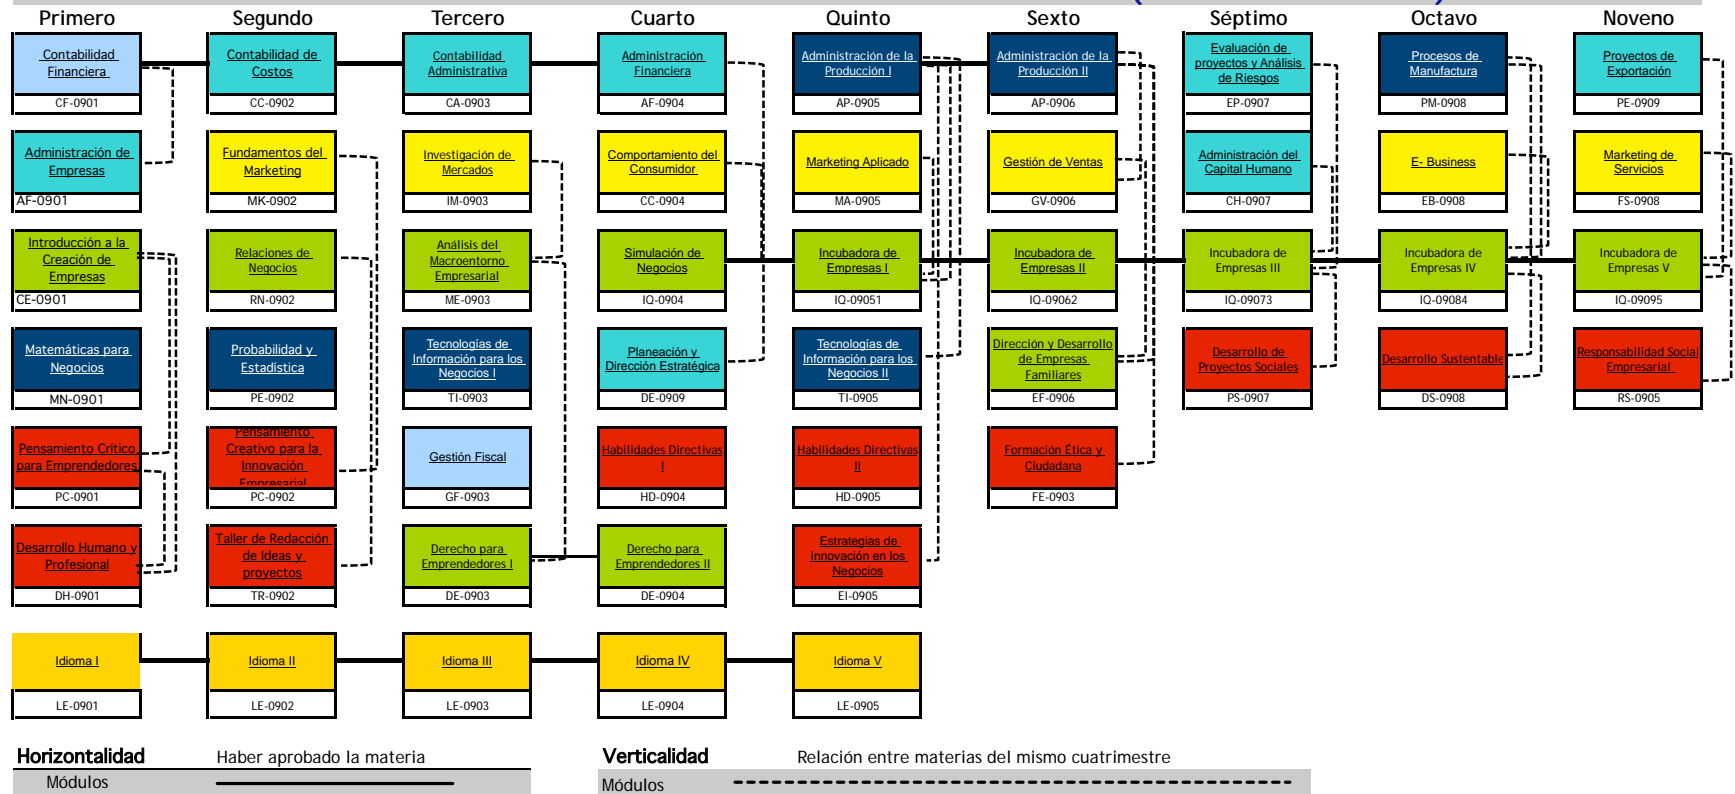 Primero Segundo Tercero Cuarto Quinto Sexto Séptimo Octavo Noveno
Contabilidad
Financiera
CF-0901
Contabilidad de
Costos
CC-0902
Contabilidad
Administrativa
CA-0903
Administración
Financiera
AF-0904
Administración de la
Producción I
AP-0905
Administración de la
Producción II
AP-0906
Evaluación de
proyectos y Análisis
de Riesgos
EP-0907
Procesos de
Manufactura
PM-0908
Proyectos de
Exportación
PE-0909
Administración de
Empresas
AF-0901
Fundamentos del
Marketing
MK-0902
Investigación de
Mercados
IM-0903
Comportamiento del
Consumidor
CC-0904
Marketing Aplicado
MA-0905
Gestión de Ventas
GV-0906
Administración del
Capital Humano
CH-0907
E- Business
EB-0908
Marketing de
Servicios
FS-0908
Introducción a la
Creación de
Empresas
CE-0901
Relaciones de
Negocios
RN-0902
Análisis del
Macroentorno
Empresarial
ME-0903
Simulación de
Negocios
IQ-0904
Incubadora de
Empresas I
IQ-09051
Incubadora de
Empresas II
IQ-09062
Incubadora de
Empresas III
IQ-09073
Incubadora de
Empresas IV
IQ-09084
Incubadora de
Empresas V
IQ-09095
Matemáticas para
Negocios
MN-0901
Probabilidad y
Estadistica
PE-0902
Tecnologías de
Información para los
Negocios I
TI-0903
Planeación y
Dirección Estratégica
DE-0909
Tecnologías de
Información para los
Negocios II
TI-0905
Dirección y Desarrollo
de Empresas
Familiares
EF-0906
Desarrollo de
Proyectos Sociales
PS-0907
Desarrollo Sustentable
DS-0908
Responsabilidad Social
Empresarial
RS-0905
Pensamiento Crítico
para Emprendedores
PC-0901
Pensamiento
Creativo para la
Innovación
Empresarial
PC-0902
Gestión Fiscal
GF-0903
Habilidades Directivas
I
HD-0904
Habilidades Directivas
II
HD-0905
Formación Ética y
Ciudadana
FE-0903
Desarrollo Humano y
Profesional
DH-0901
Taller de Redacción
de Ideas y
proyectos
TR-0902
Derecho para
Emprendedores I
DE-0903
Derecho para
Emprendedores II
DE-0904
Estrategias de
Innovación en los
Negocios
EI-0905
Idioma I
LE-0901
Idioma II
LE-0902
Idioma III
LE-0903
Idioma IV
LE-0904
Idioma V
LE-0905
Horizontalidad Haber aprobado la materia
Módulos
Verticalidad Relación entre materias del mismo cuatrimestre
Módulos